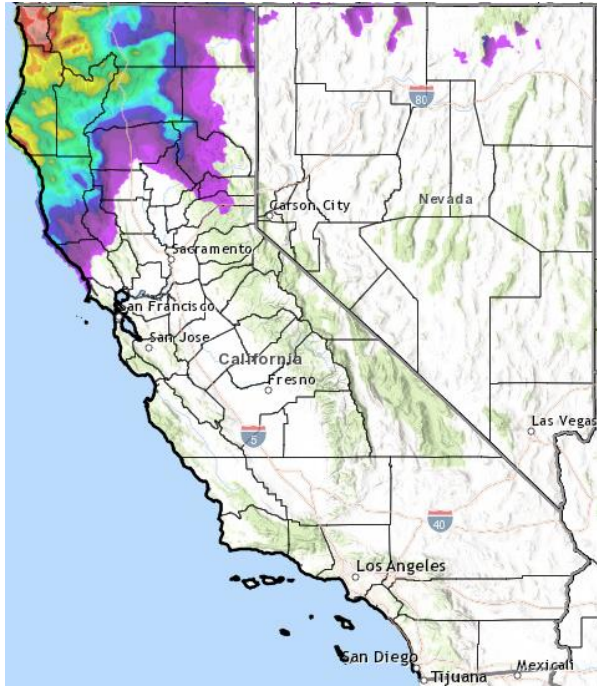 80
Carson City
Nevada
Sacramento
San Francisco
San Jose
California
Fresno
Las Vegas
5
40
Los Angeles
San Diego
Mexicali
Tijuana